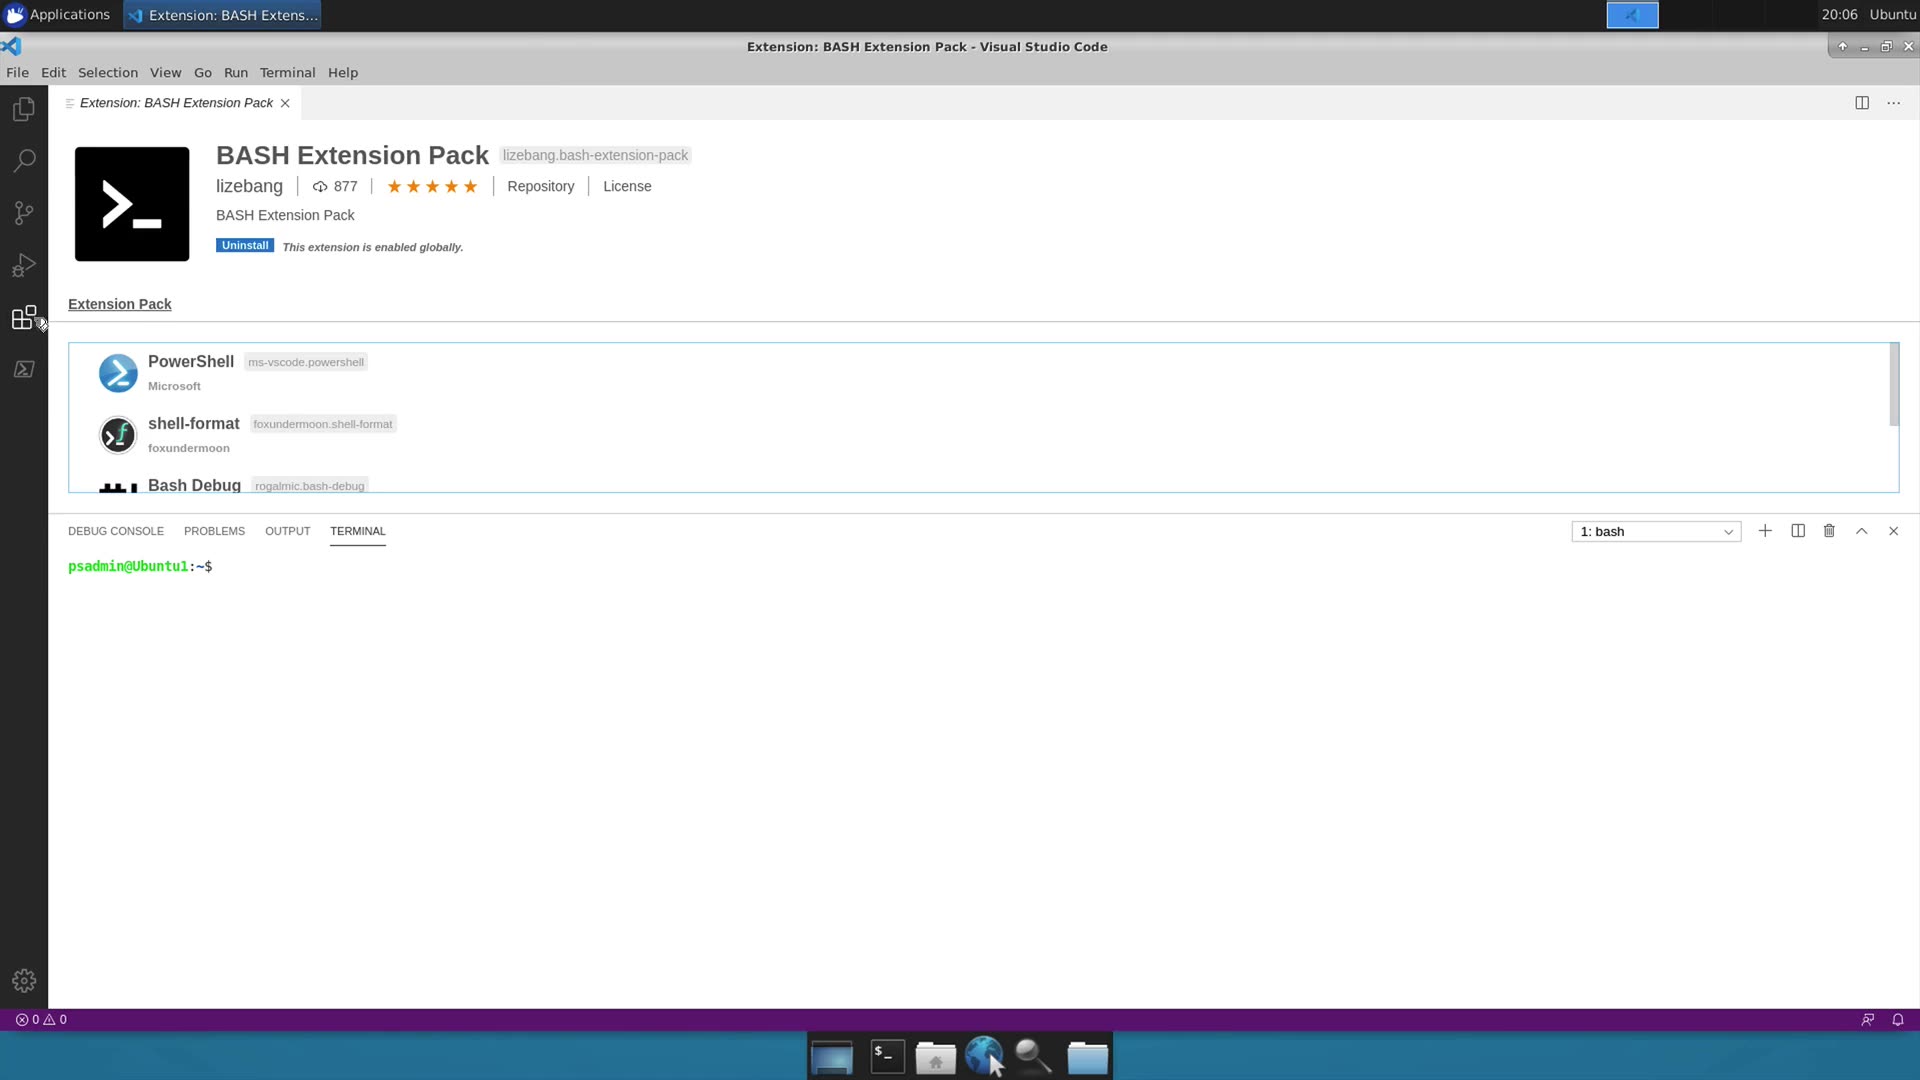 Applications Extension: BASH Extens... 20:06 Ubuntu
Extension: BASH Extension Pack - Visual Studio Code
File Edit Selection View Go Run Terminal Help
Extension: BASH Extension Pack
BASH Extension Pack lizebang.bash-extension-pack
lizebang 877 Repository License
BASH Extension Pack
Uninstall This extension is enabled globally.
Extension Pack
PowerShell ms-vscode.powershell
Microsoft
shell-format foxundermoon.shell-format
foxundermoon
Bash Debug rogalmic.bash-debug
DEBUG CONSOLE PROBLEMS OUTPUT TERMINAL 1: bash
psadmin@Ubuntu1:~$
0 0
$_